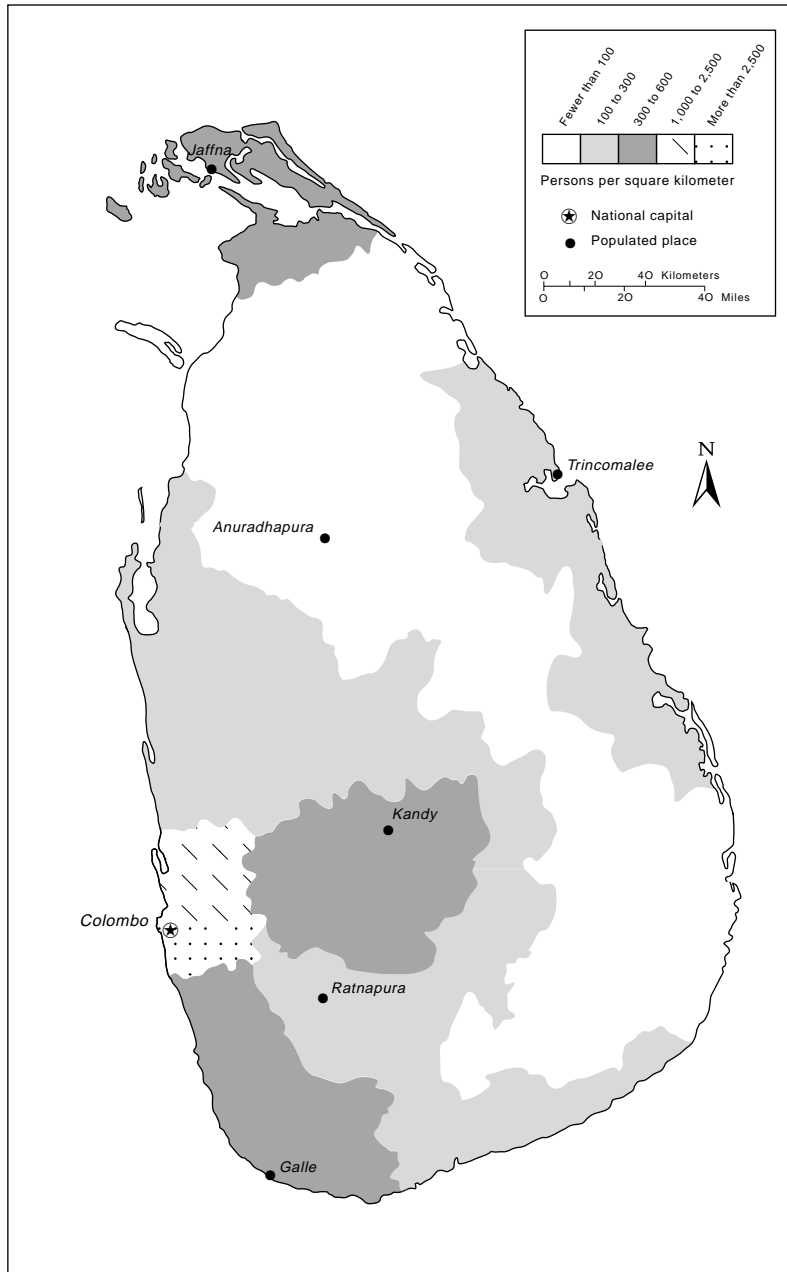 Fewer than 100
100 to 300
300 to 600
1,000 to 2,500
More than 2,500
Persons per square kilometer
National capital
Populated place
0 20 40 Kilometers
0 20 40 Miles
Jaffna
N
Trincomalee
Anuradhapura
Kandy
Colombo
Ratnapura
Galle